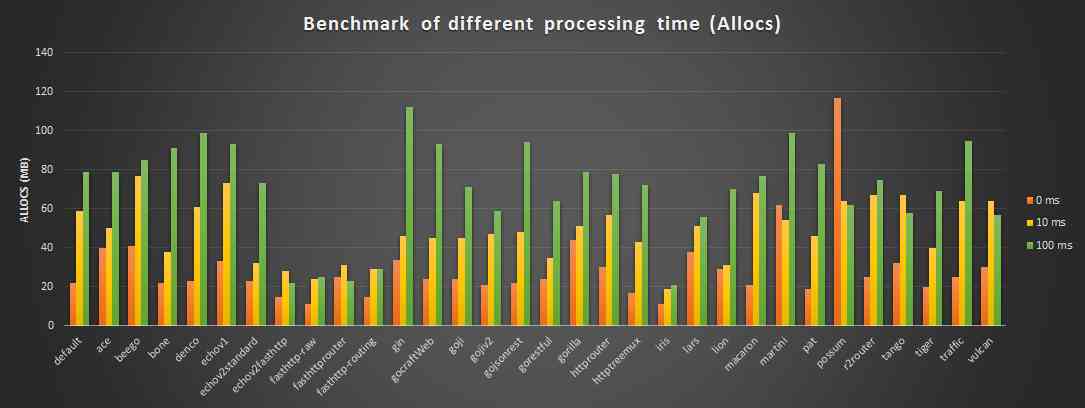 Benchmark of different processing time (Allocs)
140
120
100
80
60
40
20
0
ALLOCS (MB)
default
ace
beego
bone
denco
echov1
echov2standard
echov2fasthttp
fasthttp-raw
fasthttprouter
fasthttp-routing
gin
gocraftWeb
goji
gojiv2
gojsonrest
gorestful
gorilla
httprouter
httptreemux
iris
lars
lion
macaron
martini
pat
possum
r2router
tango
tiger
traffic
vulcan
0 ms
10 ms
100 ms